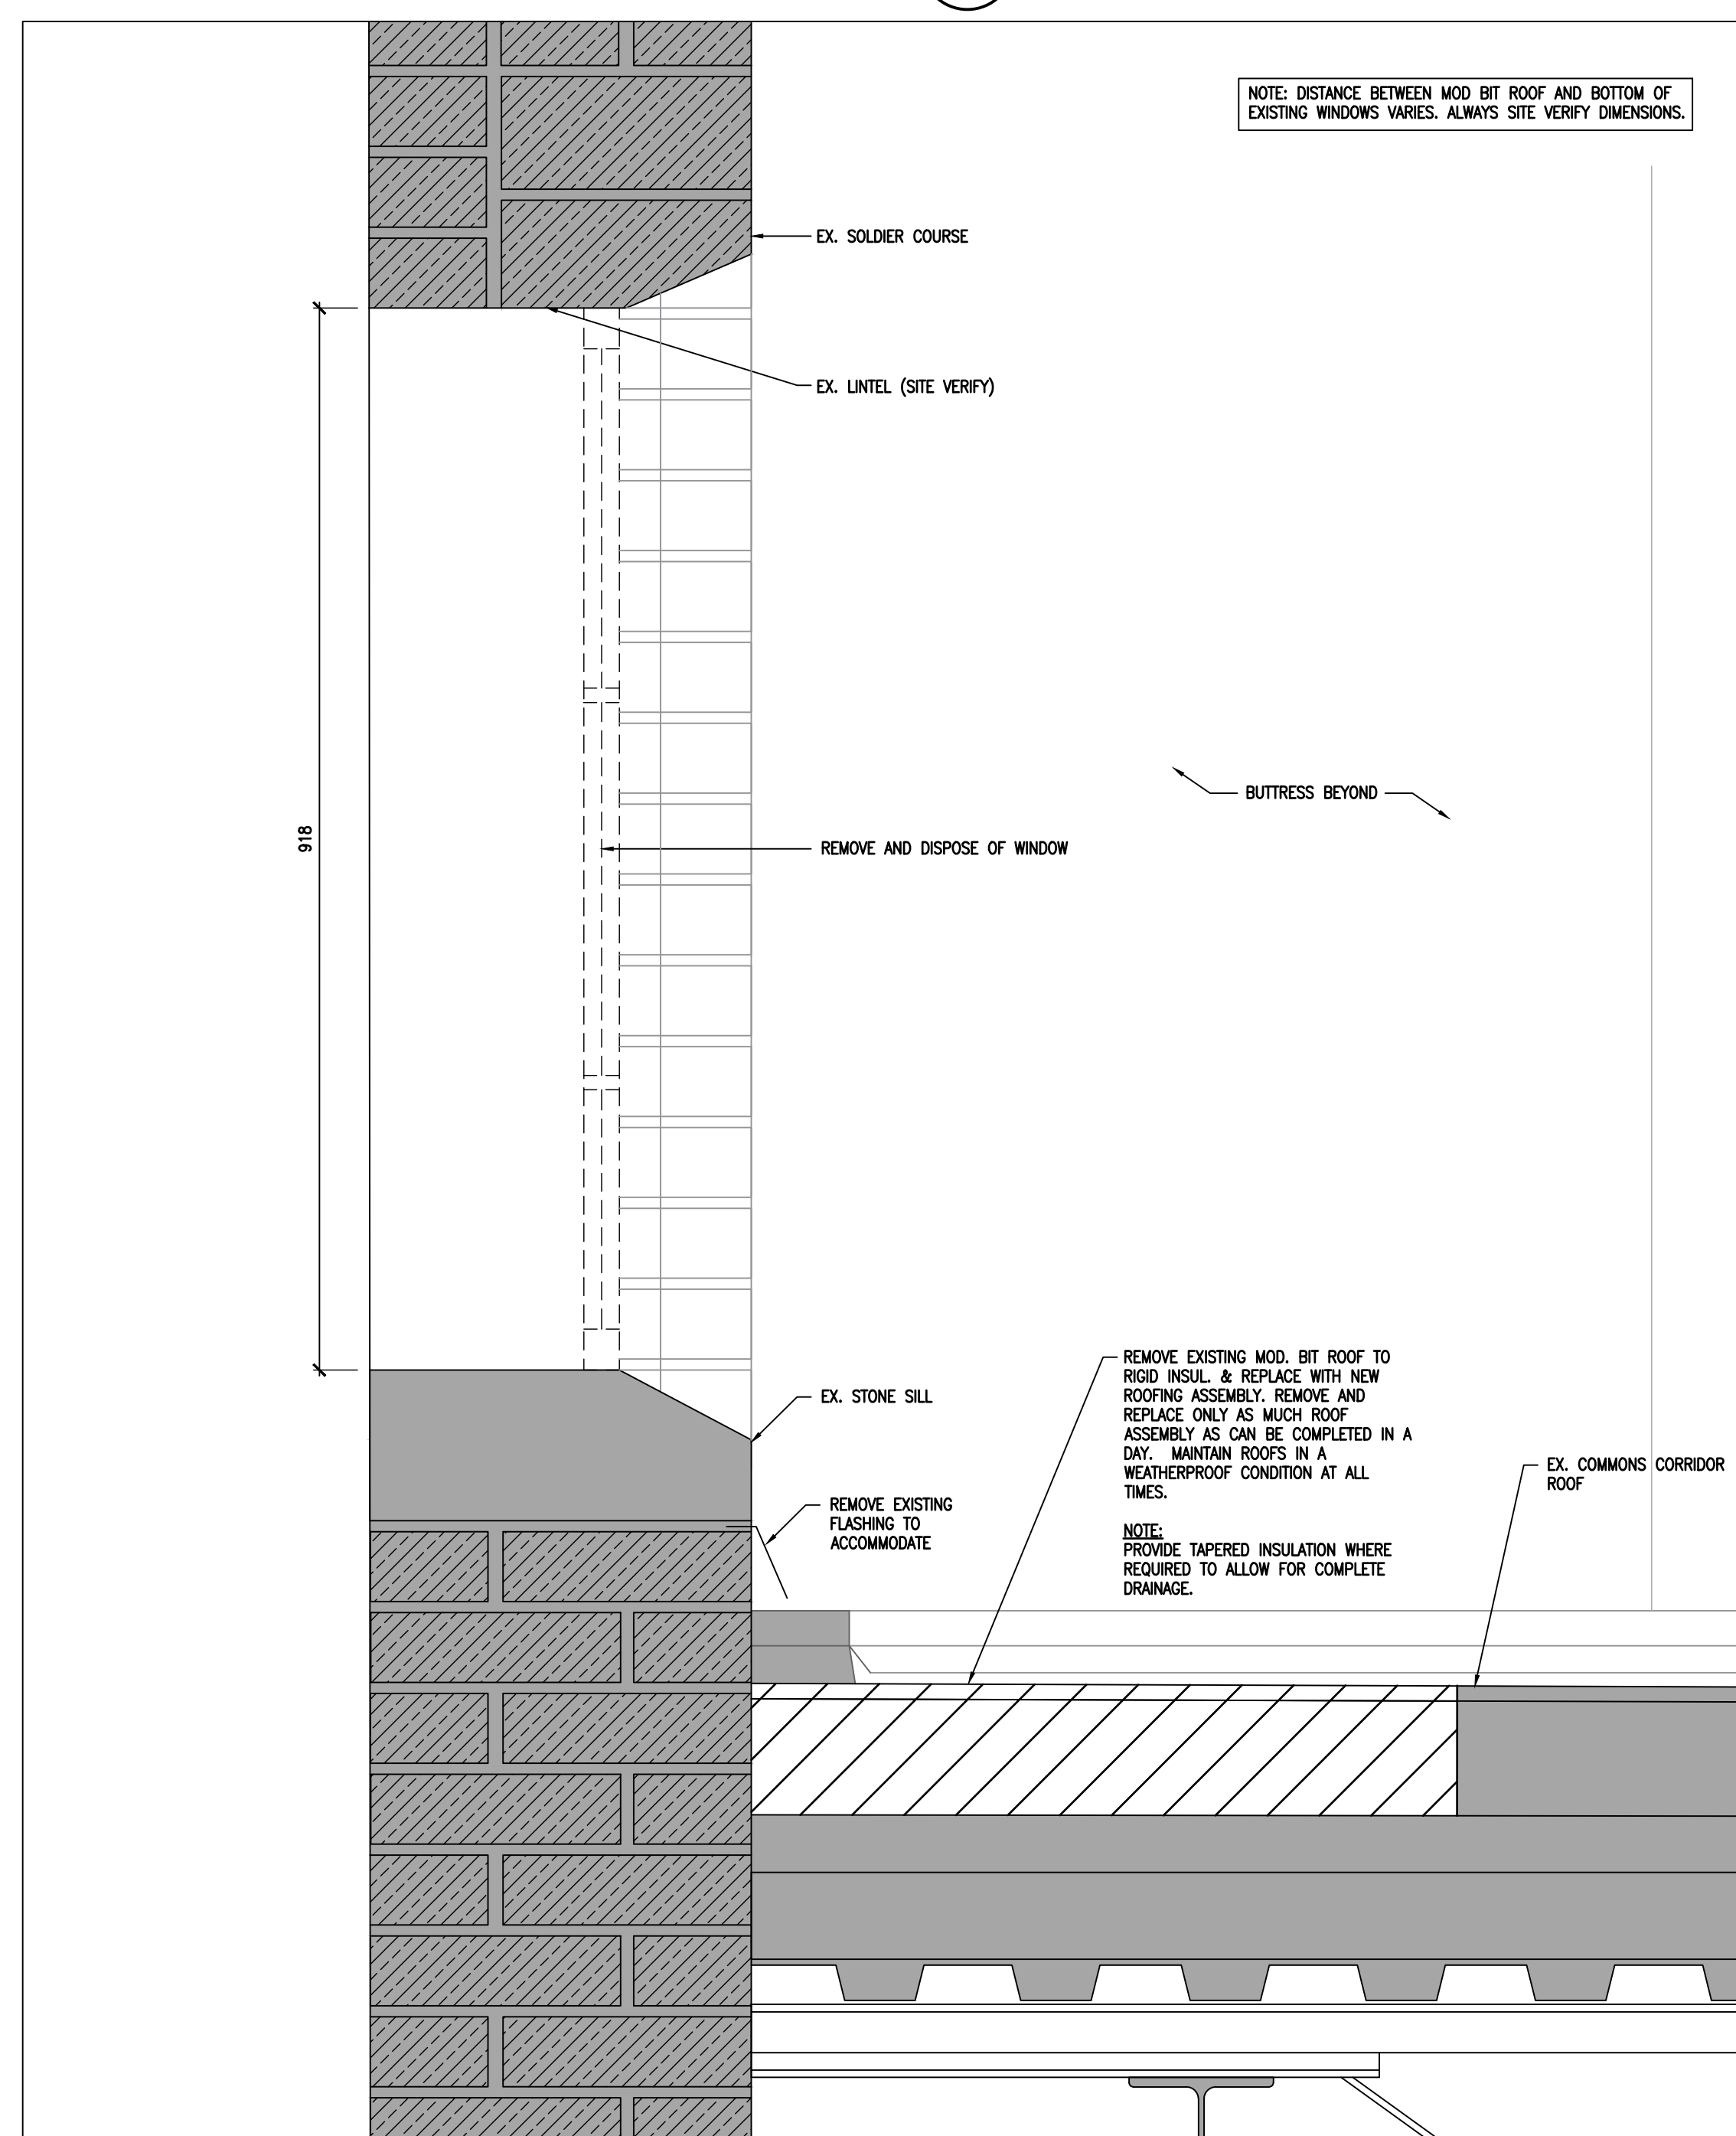 NOTE: DISTANCE BETWEEN MOD BIT ROOF AND BOTTOM OF
EXISTING WINDOWS VARIES. ALWAYS SITE VERIFY DIMENSIONS.
EX. SOLDIER COURSE
EX. LINTEL (SITE VERIFY)
BUTTRESS BEYOND
918
REMOVE AND DISPOSE OF WINDOW
REMOVE EXISTING MOD. BIT ROOF TO
RIGID INSUL. & REPLACE WITH NEW
ROOFING ASSEMBLY. REMOVE AND
REPLACE ONLY AS MUCH ROOF
ASSEMBLY AS CAN BE COMPLETED IN A
DAY. MAINTAIN ROOFS IN A
WEATHERPROOF CONDITION AT ALL
TIMES.
NOTE:
PROVIDE TAPERED INSULATION WHERE
REQUIRED TO ALLOW FOR COMPLETE
DRAINAGE.
EX. STONE SILL
EX. COMMONS CORRIDOR
ROOF
REMOVE EXISTING
FLASHING TO
ACCOMMODATE